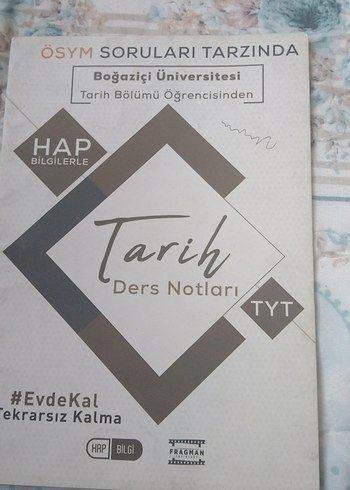 ÖSYM SORULARI TARZINDA
Boğaziçi Üniversitesi
Tarih Bölümü Öğrencisinden
HAP
BİLGİLERLE
Tarih
Ders Notları
TYT
#EvdeKal
Tekrarsız Kalma
HAP BİLGİ
FRAGMAN